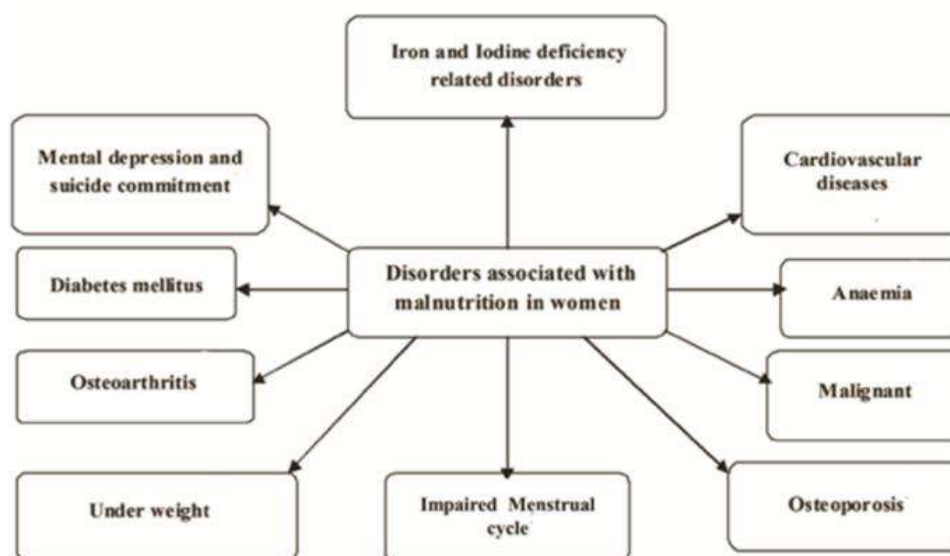 Iron and Iodine deficiency
related disorders
Mental depression and
suicide commitment
Cardiovascular
diseases
Disorders associated with
malnutrition in women
Diabetes mellitus
Anaemia
Osteoarthritis
Malignant
Under weight
Impaired Menstrual
cycle
Osteoporosis